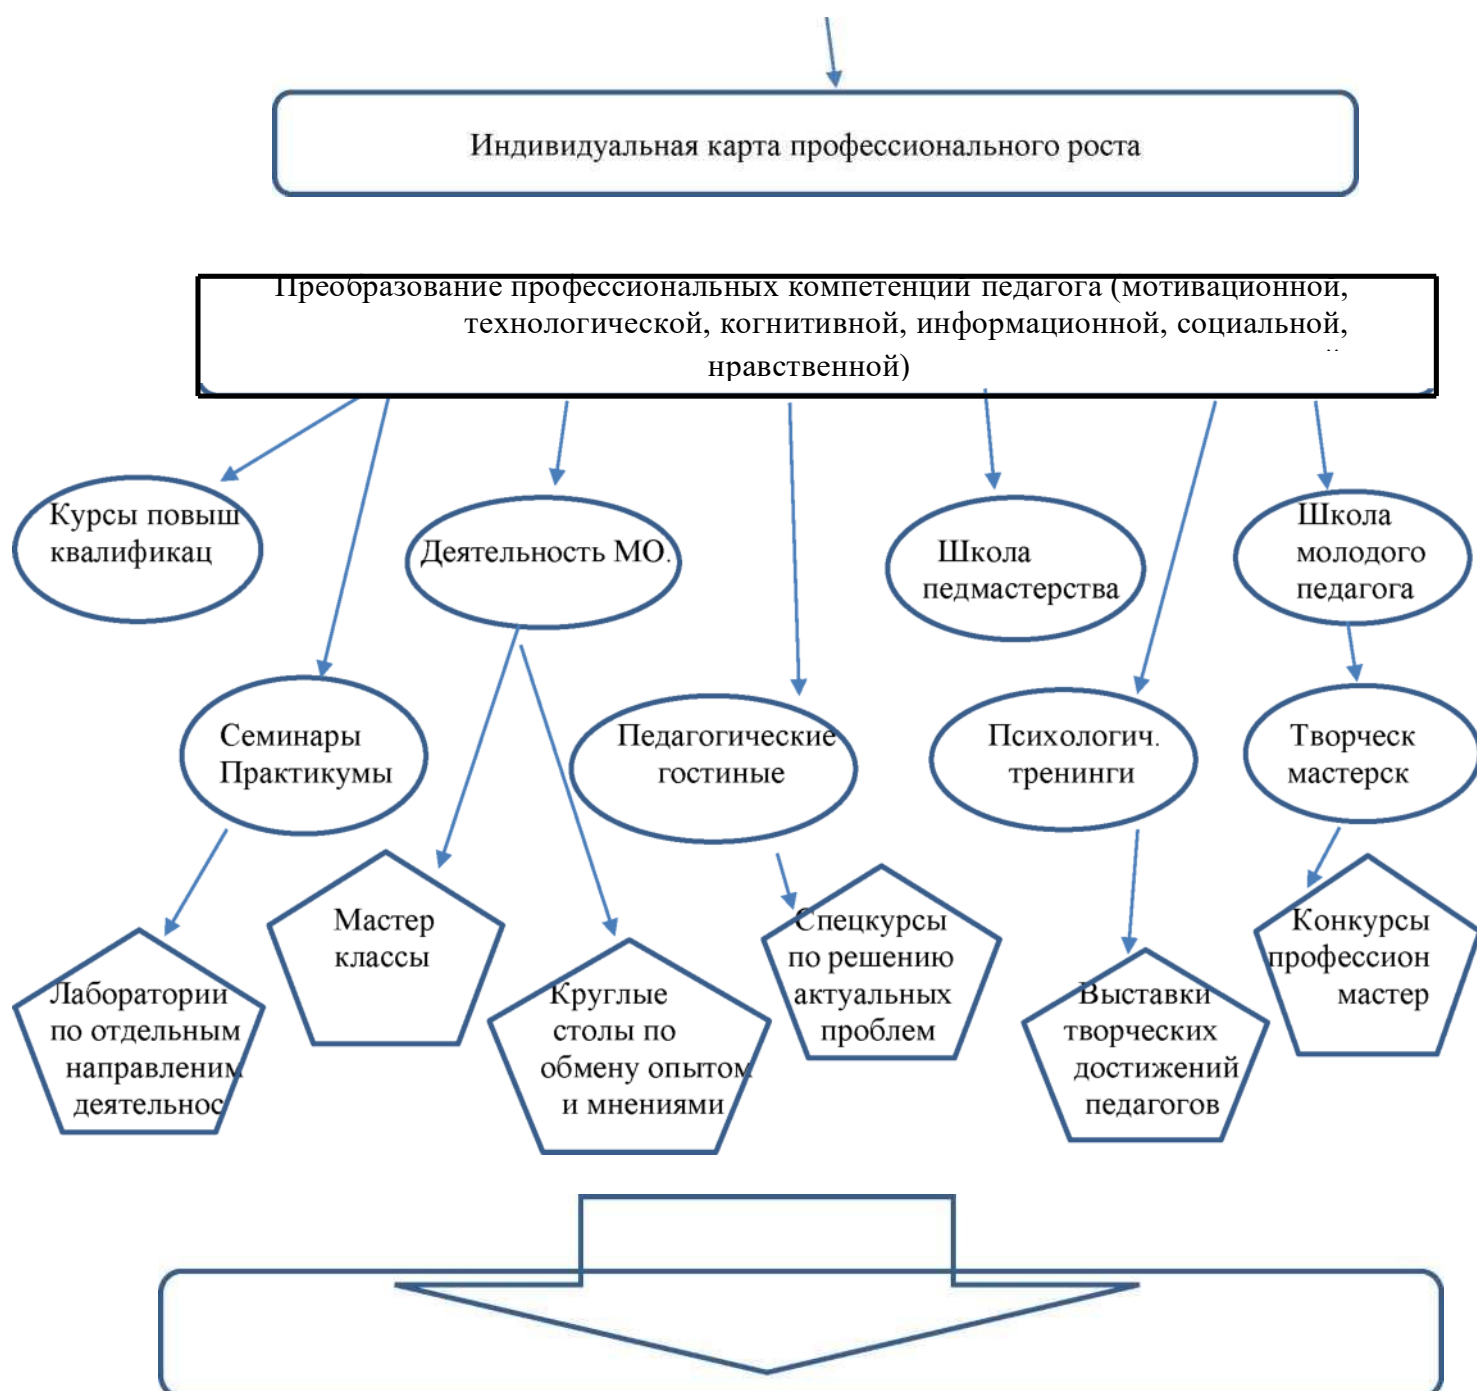 Индивидуальная карта профессионального роста
Преобразование профессиональных компетенций педагога (мотивационной,
технологической, когнитивной, информационной, социальной,
нравственной)
Курсы повыш
квалификац
Деятельность МО.
Школа
педмастерства
Школа
молодого
педагога
Семинары
Практикумы
Педагогические
гостиные
Психологич.
тренинги
Творческ
мастерск
Лаборатории
по отдельным
направленим
деятельнос
Мастер
классы
Круглые
столы по
обмену опытом
и мнениями
Спецкурсы
по решению
актуальных
проблем
Выставки
творческих
достижений
педагогов
Конкурсы
профессион
мастер